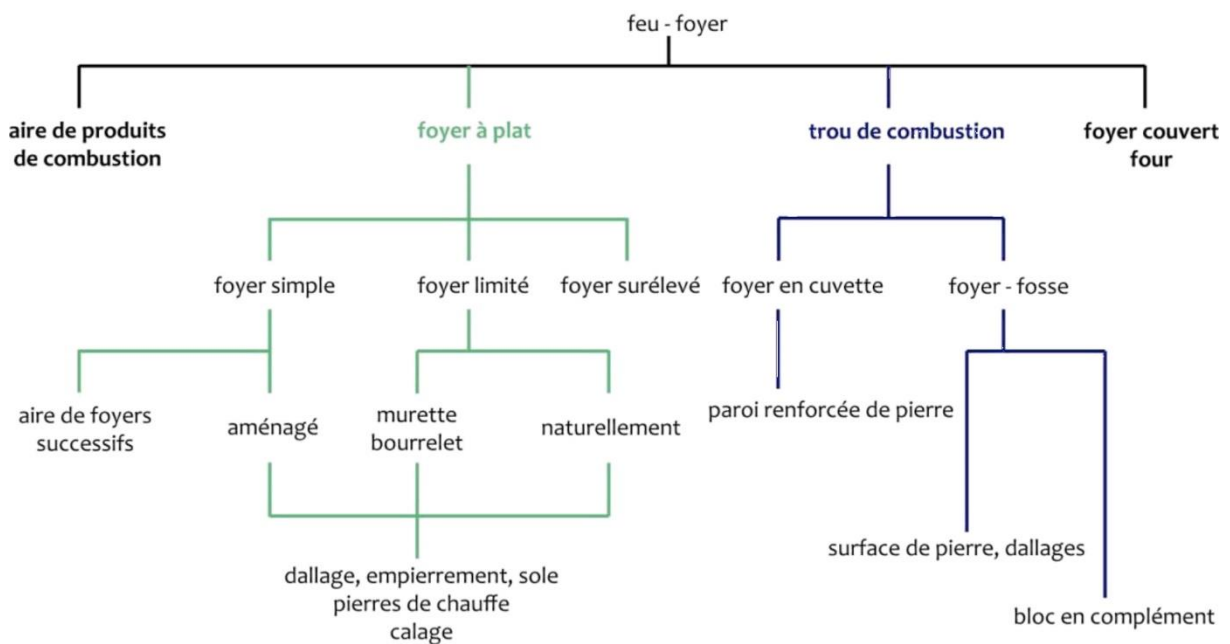 feu - foyer
aire de produits
de combustion
foyer à plat
trou de combustion
foyer couvert
four
foyer simple
foyer limité
foyer surélevé
foyer en cuvette
foyer - fosse
aire de foyers
successifs
aménagé
murette
bourrelet
naturellement
paroi renforcée de pierre
surface de pierre, dallages
dallage, empierrement, sole
pierres de chauffe
calage
bloc en complément